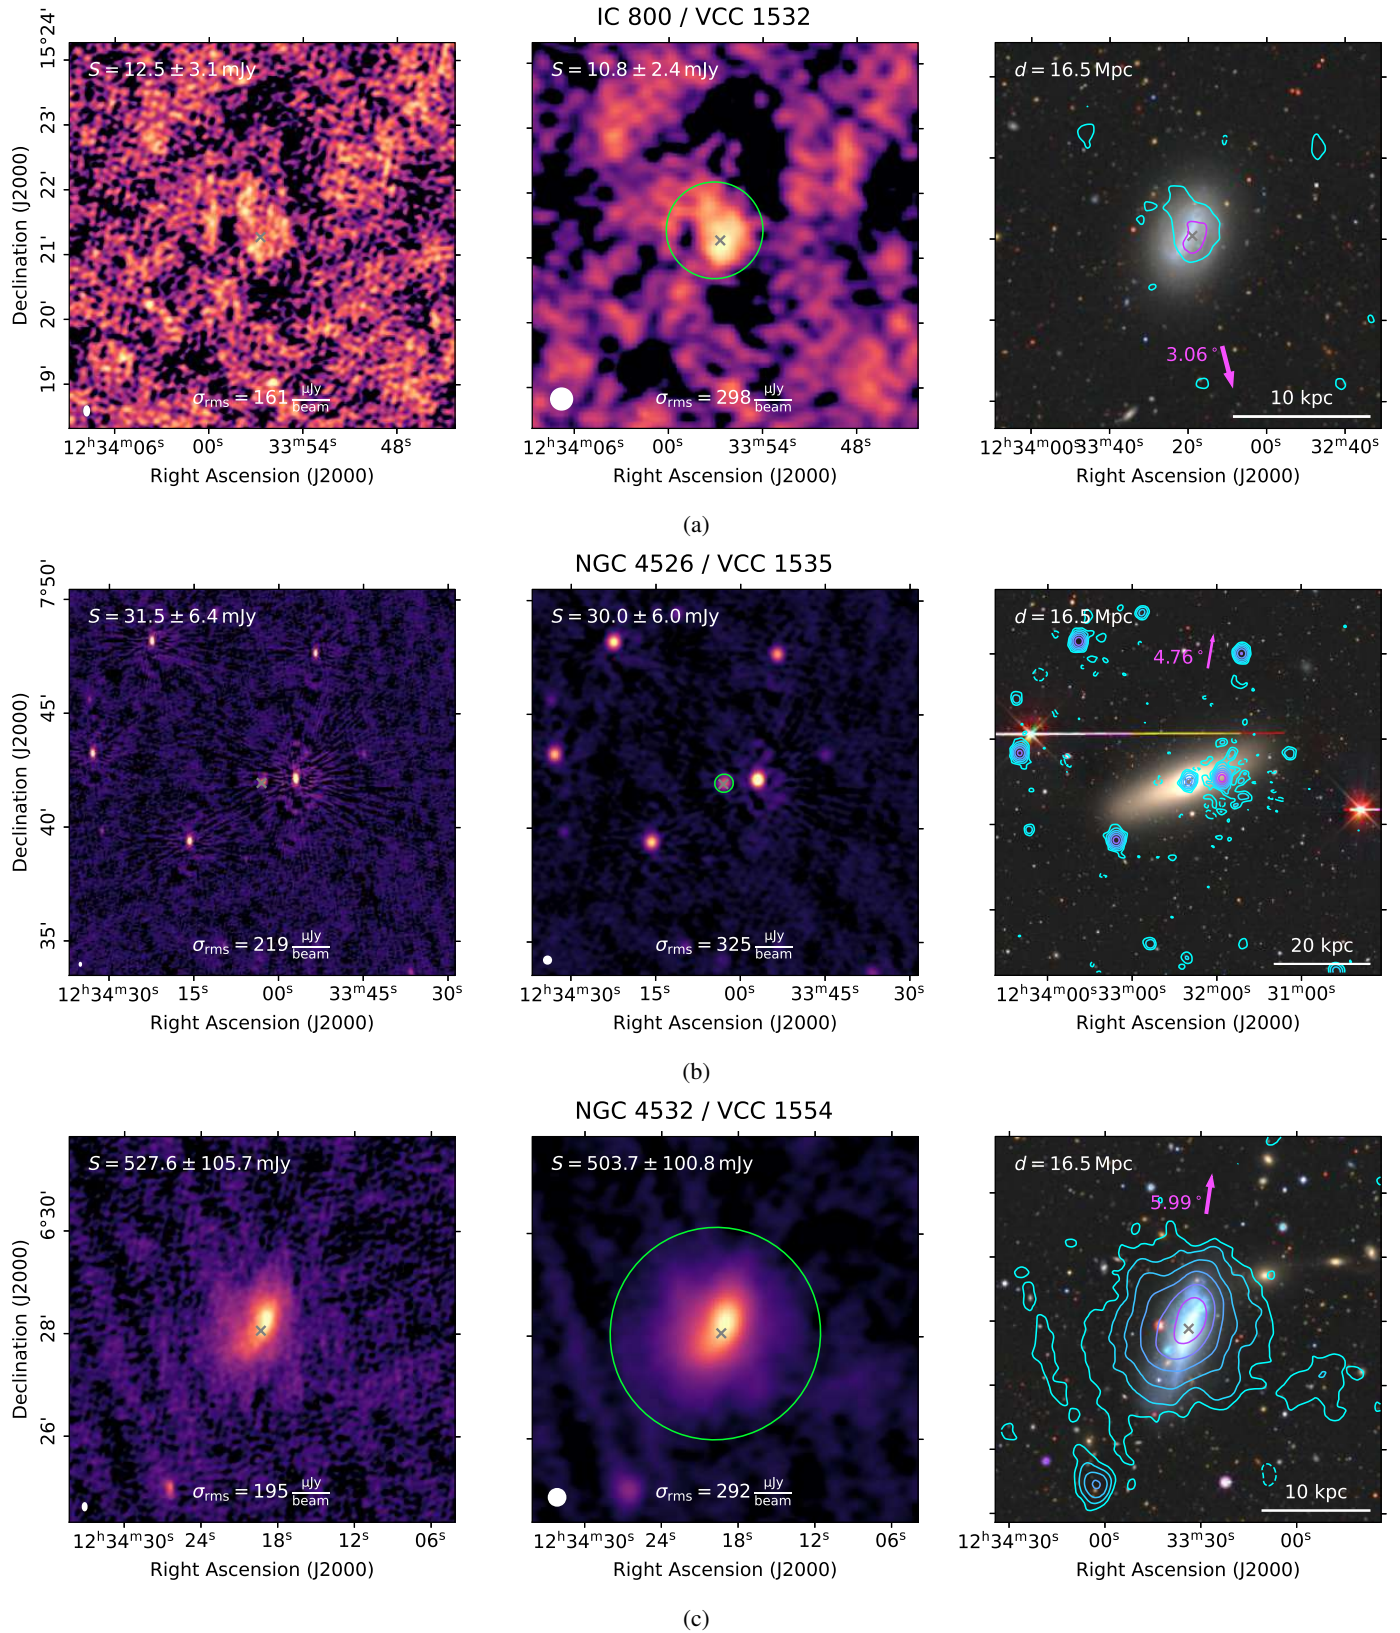 IC 800 / VCC 1532
S = 12.5 ± 3.1 mJy
S = 10.8 ± 2.4 mJy
d = 16.5 Mpc
15°24'
23'
22'
21'
20'
19'
Declination (J2000)
σrms = 161 μJy/beam
σrms = 298 μJy/beam
3.06°
10 kpc
12ʰ34ᵐ06ˢ 00ˢ 33ᵐ54ˢ 48ˢ
12ʰ34ᵐ06ˢ 00ˢ 33ᵐ54ˢ 48ˢ
12ʰ34ᵐ00ˢ 33ᵐ40ˢ 20ˢ 00ˢ 32ᵐ40ˢ
Right Ascension (J2000)
Right Ascension (J2000)
Right Ascension (J2000)
(a)
NGC 4526 / VCC 1535
S = 31.5 ± 6.4 mJy
S = 30.0 ± 6.0 mJy
d = 16.5 Mpc
7°50'
45'
40'
35'
Declination (J2000)
σrms = 219 μJy/beam
σrms = 325 μJy/beam
4.76°
20 kpc
12ʰ34ᵐ30ˢ 15ˢ 00ˢ 33ᵐ45ˢ 30ˢ
12ʰ34ᵐ30ˢ 15ˢ 00ˢ 33ᵐ45ˢ 30ˢ
12ʰ34ᵐ00ˢ 33ᵐ00ˢ 32ᵐ00ˢ 31ᵐ00ˢ
Right Ascension (J2000)
Right Ascension (J2000)
Right Ascension (J2000)
(b)
NGC 4532 / VCC 1554
S = 527.6 ± 105.7 mJy
S = 503.7 ± 100.8 mJy
d = 16.5 Mpc
6°30'
28'
26'
Declination (J2000)
σrms = 195 μJy/beam
σrms = 292 μJy/beam
5.99°
10 kpc
12ʰ34ᵐ30ˢ 24ˢ 18ˢ 12ˢ 06ˢ
12ʰ34ᵐ30ˢ 24ˢ 18ˢ 12ˢ 06ˢ
12ʰ34ᵐ30ˢ 00ˢ 33ᵐ30ˢ 00ˢ
Right Ascension (J2000)
Right Ascension (J2000)
Right Ascension (J2000)
(c)